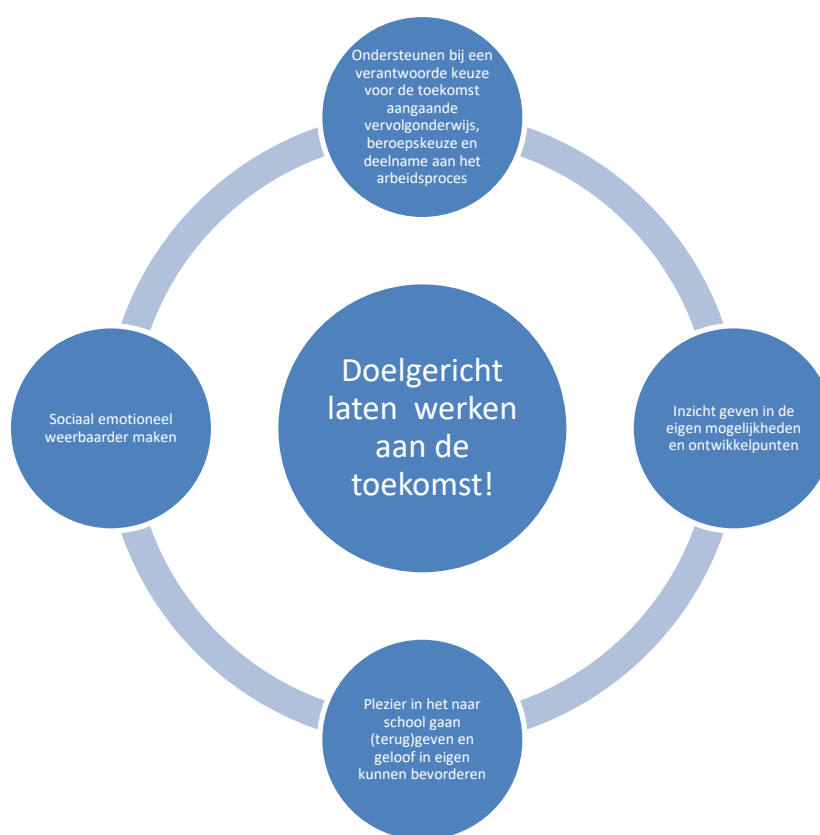 Ondersteunen bij een
verantwoorde keuze
voor de toekomst
aangaande
vervolgonderwijs,
beroepskeuze en
deelname aan het
arbeidsproces
Doelgericht
laten  werken
aan de
toekomst!
Sociaal emotioneel
weerbaarder maken
Inzicht geven in de
eigen mogelijkheden
en ontwikkelpunten
Plezier in het naar
school gaan
(terug)geven en
geloof in eigen
kunnen bevorderen